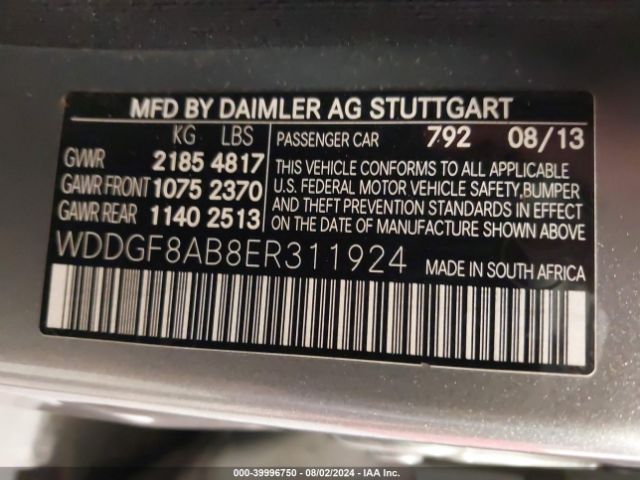 MFD BY DAIMLER AG STUTTGART
KG LBS
GVWR 2185 4817
GAWR FRONT 1075 2370
GAWR REAR 1140 2513
PASSENGER CAR 792 08/13
THIS VEHICLE CONFORMS TO ALL APPLICABLE
U.S. FEDERAL MOTOR VEHICLE SAFETY,BUMPER
AND THEFT PREVENTION STANDARDS IN EFFECT
ON THE DATE OF MANUFACTURE SHOWN ABOVE.
WDDGF8AB8ER311924 MADE IN SOUTH AFRICA
000-39996750 | 08/02/2024 | IAA Inc.